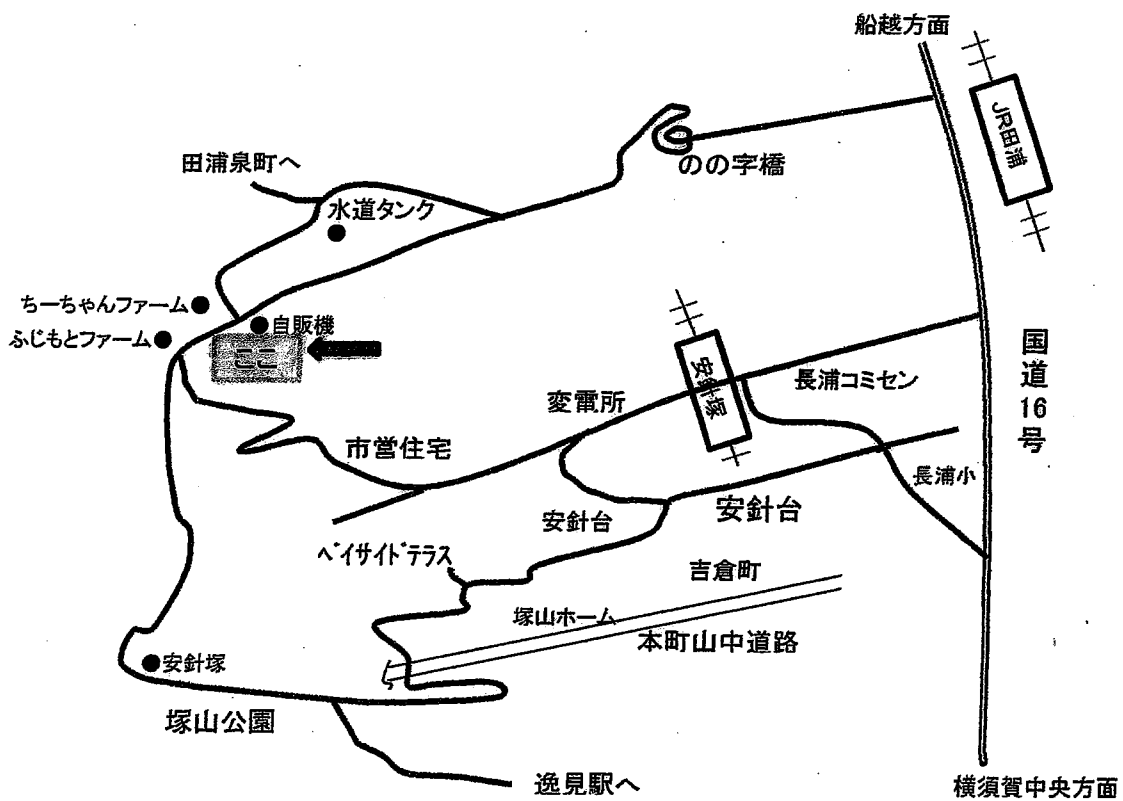 船越方面
JR田浦
のの字橋
田浦泉町へ
水道タンク
ちーちゃんファーム
ふじもとファーム
自販機
ここ
国道16号
安針塚
長浦コミセン
変電所
市営住宅
長浦小
安針台
安針台
ベイサイドテラス
吉倉町
塚山ホーム
本町山中道路
安針塚
塚山公園
逸見駅へ
横須賀中央方面